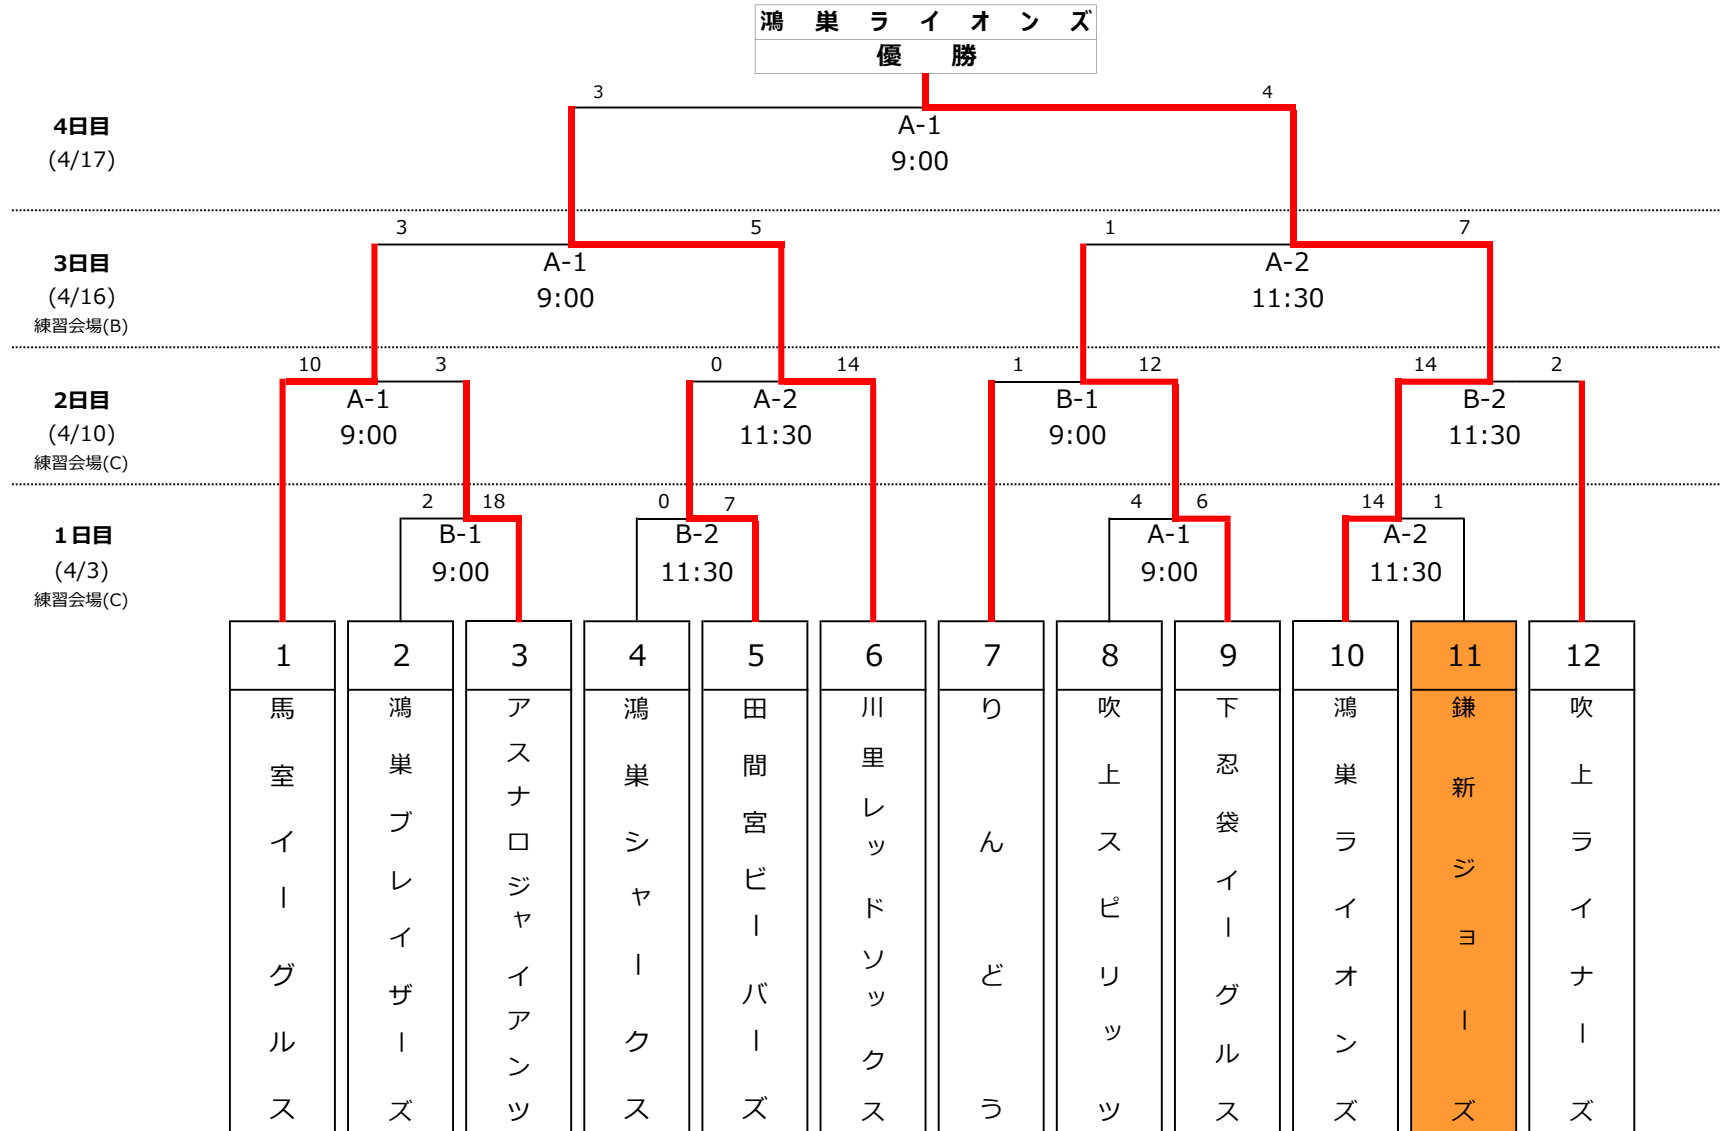 鴻巣ライオンズ
優勝
3 4
4日目
A-1
(4/17)
9:00
3 5 1 7
3日目
A-1 A-2
(4/16)
9:00 11:30
練習会場(B)
10 3 0 14 1 12 14 2
2日目
A-1 A-2 B-1 B-2
(4/10)
9:00 11:30 9:00 11:30
練習会場(C)
2 18 0 7 4 6 14 1
1日目
B-1 B-2 A-1 A-2
(4/3)
9:00 11:30 9:00 11:30
練習会場(C)
1 2 3 4 5 6 7 8 9 10 11 12
馬室イーグルス
鴻巣ブレイザーズ
アスナロジャイアンツ
鴻巣シャークス
田間宮ビーバーズ
川里レッドソックス
りんどう
吹上スピリッツ
下忍袋イーグルス
鴻巣ライオンズ
鎌新ジョーズ
吹上ライナーズ